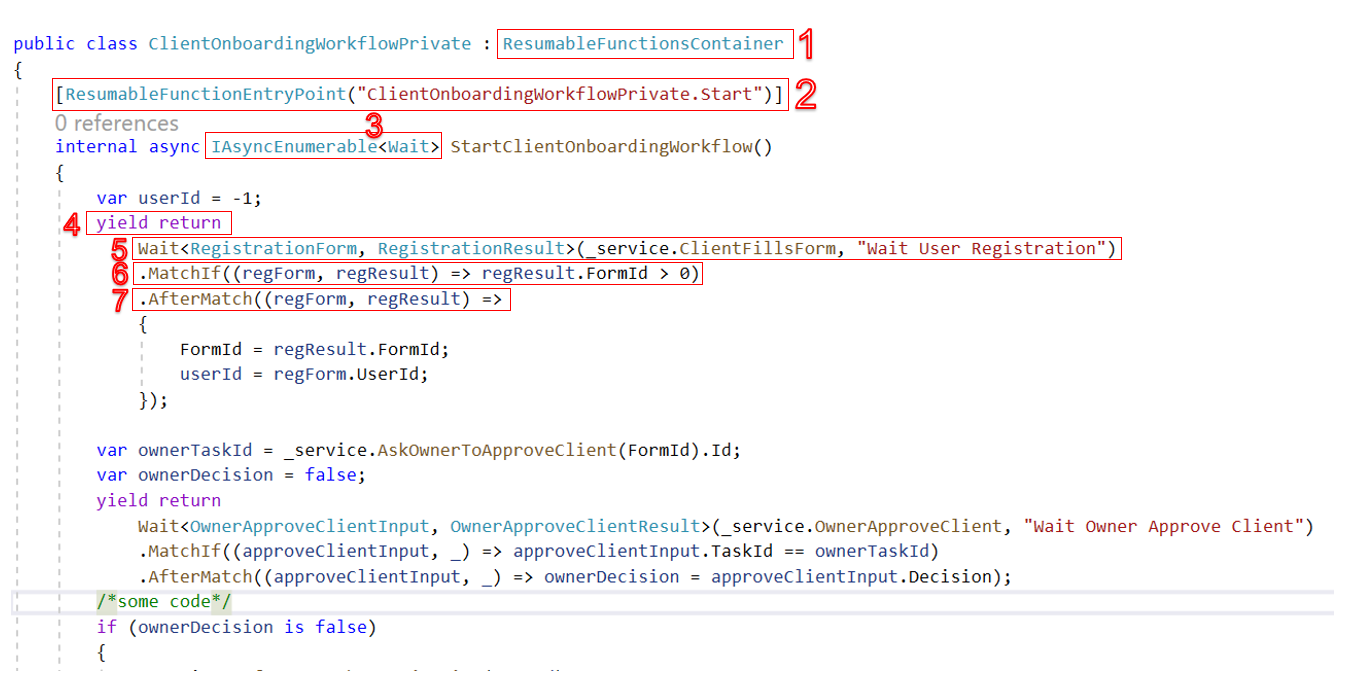 public class ClientOnboardingWorkflowPrivate : ResumableFunctionsContainer 1
{
[ResumableFunctionEntryPoint("ClientOnboardingWorkflowPrivate.Start")] 2
0 references
3
internal async IAsyncEnumerable<Wait> StartClientOnboardingWorkflow()
{
var userId = -1;
4 yield return
5 Wait<RegistrationForm, RegistrationResult>(_service.ClientFillsForm, "Wait User Registration")
6 .MatchIf((regForm, regResult) => regResult.FormId > 0)
7 .AfterMatch((regForm, regResult) =>
{
FormId = regResult.FormId;
userId = regForm.UserId;
});
var ownerTaskId = _service.AskOwnerToApproveClient(FormId).Id;
var ownerDecision = false;
yield return
Wait<OwnerApproveClientInput, OwnerApproveClientResult>(_service.OwnerApproveClient, "Wait Owner Approve Client")
.MatchIf((approveClientInput, _) => approveClientInput.TaskId == ownerTaskId)
.AfterMatch((approveClientInput, _) => ownerDecision = approveClientInput.Decision);
/*some code*/
if (ownerDecision is false)
{